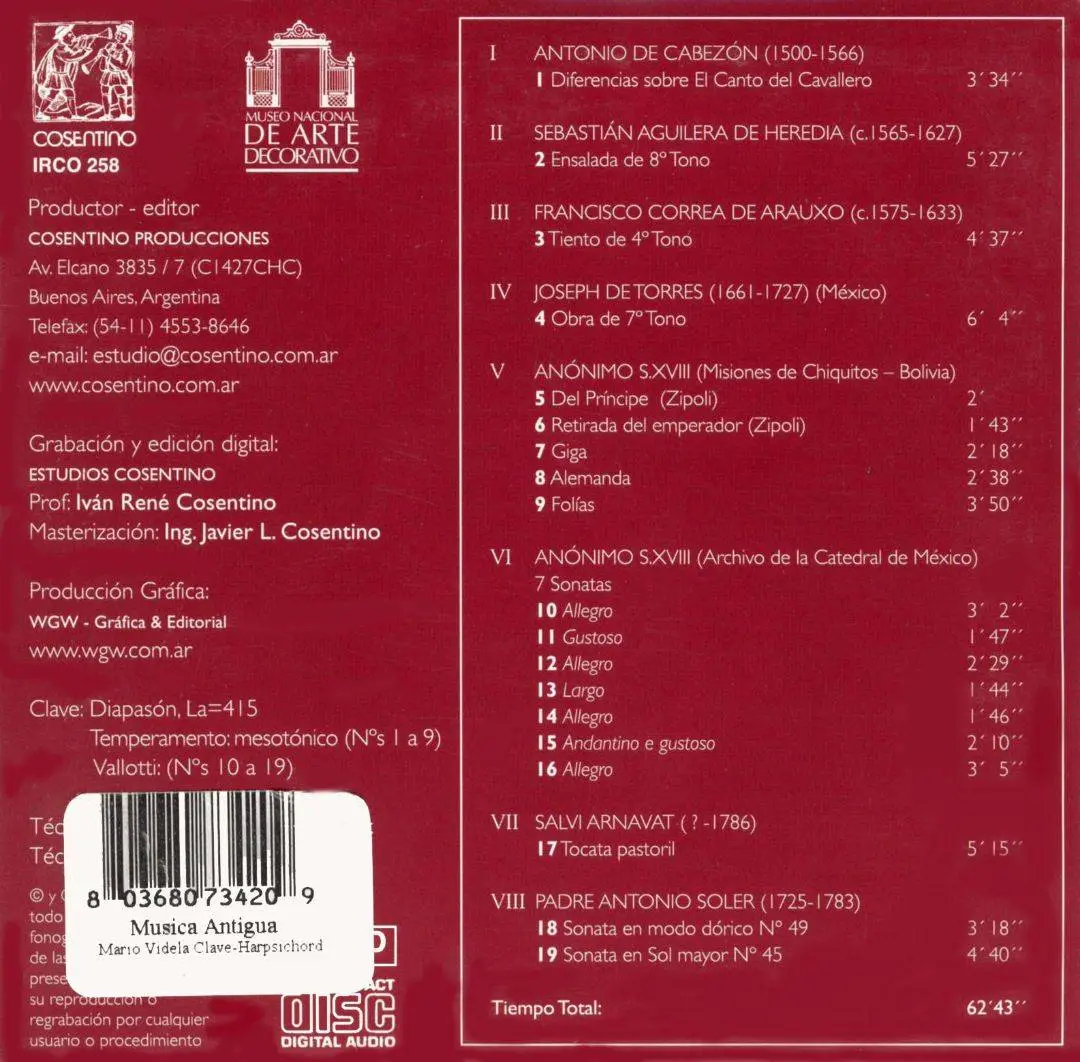 COSENTINO
IRCO 258
MUSEO NACIONAL
DE ARTE
DECORATIVO
Productor - editor
COSENTINO PRODUCCIONES
Av. Elcano 3835 / 7 (C1427CHC)
Buenos Aires, Argentina
Telefax: (54-11) 4553-8646
e-mail: estudio@cosentino.com.ar
www.cosentino.com.ar
Grabación y edición digital:
ESTUDIOS COSENTINO
Prof: Iván René Cosentino
Masterización: Ing. Javier L. Cosentino
Producción Gráfica:
WGW - Gráfica & Editorial
www.wgw.com.ar
Clave: Diapasón, La=415
Temperamento: mesotónico (Nºs 1 a 9)
Vallotti: (Nºs 10 a 19)
8 03680 73420 9
Musica Antigua
Mario Videla Clave-Harpsichord
© y
todo
de las
su reproducción o
regrabación por cualquier
usuario o procedimiento
DISC
DIGITAL AUDIO
I ANTONIO DE CABEZÓN (1500-1566)
1 Diferencias sobre El Canto del Cavallero 3´34´´
II SEBASTIÁN AGUILERA DE HEREDIA (c.1565-1627)
2 Ensalada de 8º Tono 5´27´´
III FRANCISCO CORREA DE ARAUXO (c.1575-1633)
3 Tiento de 4º Tono 4´37´´
IV JOSEPH DE TORRES (1661-1727) (México)
4 Obra de 7º Tono 6´ 4´´
V ANÓNIMO S.XVIII (Misiones de Chiquitos – Bolivia)
5 Del Príncipe (Zipoli) 2´
6 Retirada del emperador (Zipoli) 1´43´´
7 Giga 2´18´´
8 Alemanda 2´38´´
9 Folías 3´50´´
VI ANÓNIMO S.XVIII (Archivo de la Catedral de México)
7 Sonatas
10 Allegro 3´ 2´´
11 Gustoso 1´47´´
12 Allegro 2´29´´
13 Largo 1´44´´
14 Allegro 1´46´´
15 Andantino e gustoso 2´10´´
16 Allegro 3´ 5´´
VII SALVI ARNAVAT ( ? -1786)
17 Tocata pastoril 5´15´´
VIII PADRE ANTONIO SOLER (1725-1783)
18 Sonata en modo dórico Nº 49 3´18´´
19 Sonata en Sol mayor Nº 45 4´40´´
Tiempo Total: 62´43´´